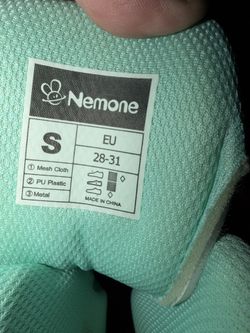 Nemone
S
EU
28-31
① Mesh Cloth
② PU Plastic
③ Metal
MADE IN CHINA